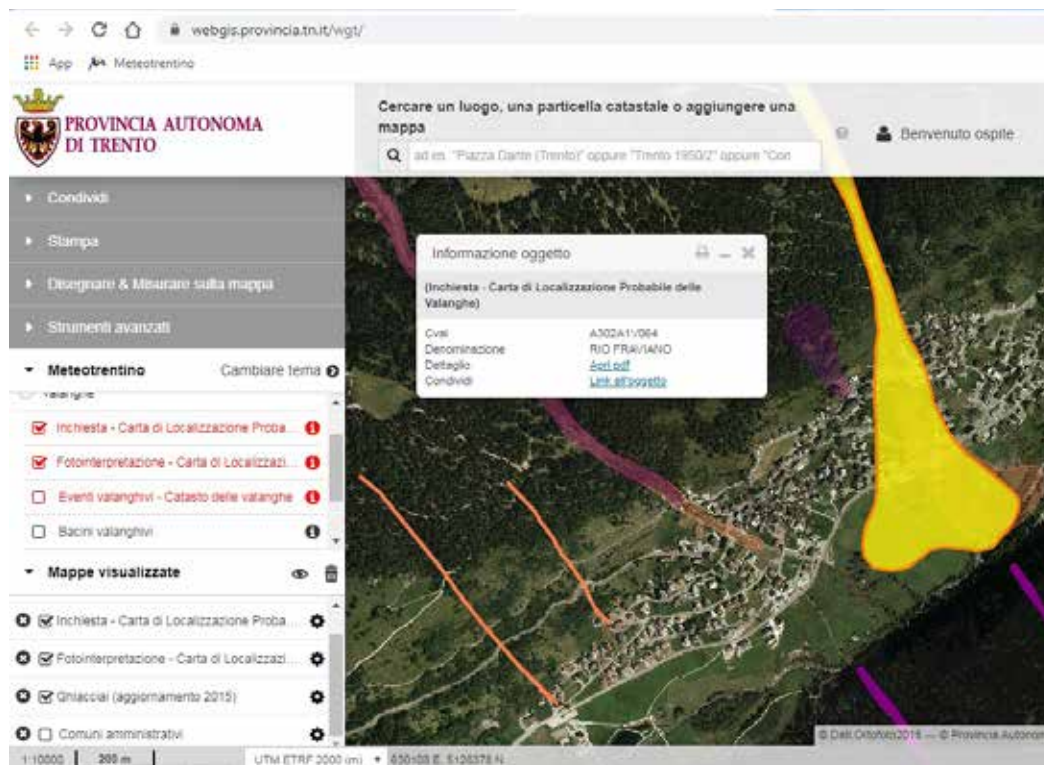 webgis.provincia.tn.it/wgt/
App Meteotrentino
PROVINCIA AUTONOMA
DI TRENTO
Cercare un luogo, una particella catastale o aggiungere una
mappa
ad es. "Piazza Dante (Trento)" oppure "Trento 1950/2" oppure "Con
Benvenuto ospite
Condividi
Stampa
Disegnare & Misurare sulla mappa
Strumenti avanzati
Meteotrentino Cambiare tema
valanghe
Inchiesta - Carta di Localizzazione Proba...
Fotointerpretazione - Carta di Localizzazi...
Eventi valanghivi - Catasto delle valanghe
Bacini valanghivi
Mappe visualizzate
Inchiesta - Carta di Localizzazione Proba...
Fotointerpretazione - Carta di Localizzazi...
Ghiacciai (aggiornamento 2015)
Comuni amministrativi
Informazione oggetto
(Inchiesta - Carta di Localizzazione Probabile delle
Valanghe)
Cval
Denominazione RIO FRAVIANO
Dettaglio Apri pdf
Condividi Link all'oggetto
© Provincia Autonom
1:10000 200 m UTM ETRF 2000 (m)